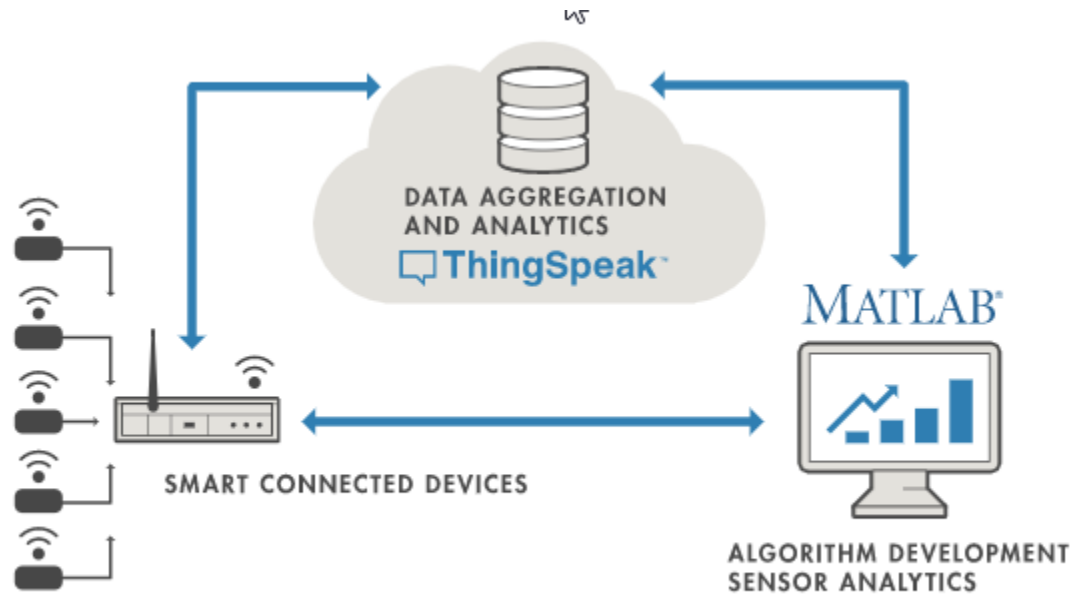 DATA AGGREGATION
AND ANALYTICS
ThingSpeak™
MATLAB®
SMART CONNECTED DEVICES
ALGORITHM DEVELOPMENT
SENSOR ANALYTICS